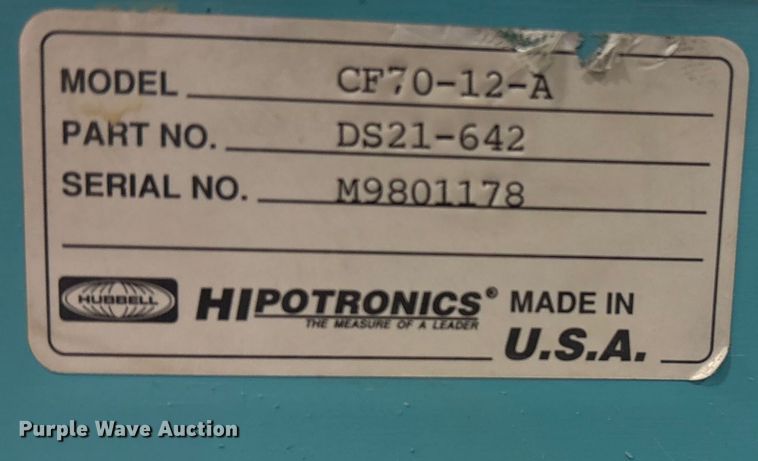 MODEL CF70-12-A
PART NO. DS21-642
SERIAL NO. M9801178
HUBBELL HIPOTRONICS® MADE IN
THE MEASURE OF A LEADER
U.S.A.
Purple Wave Auction